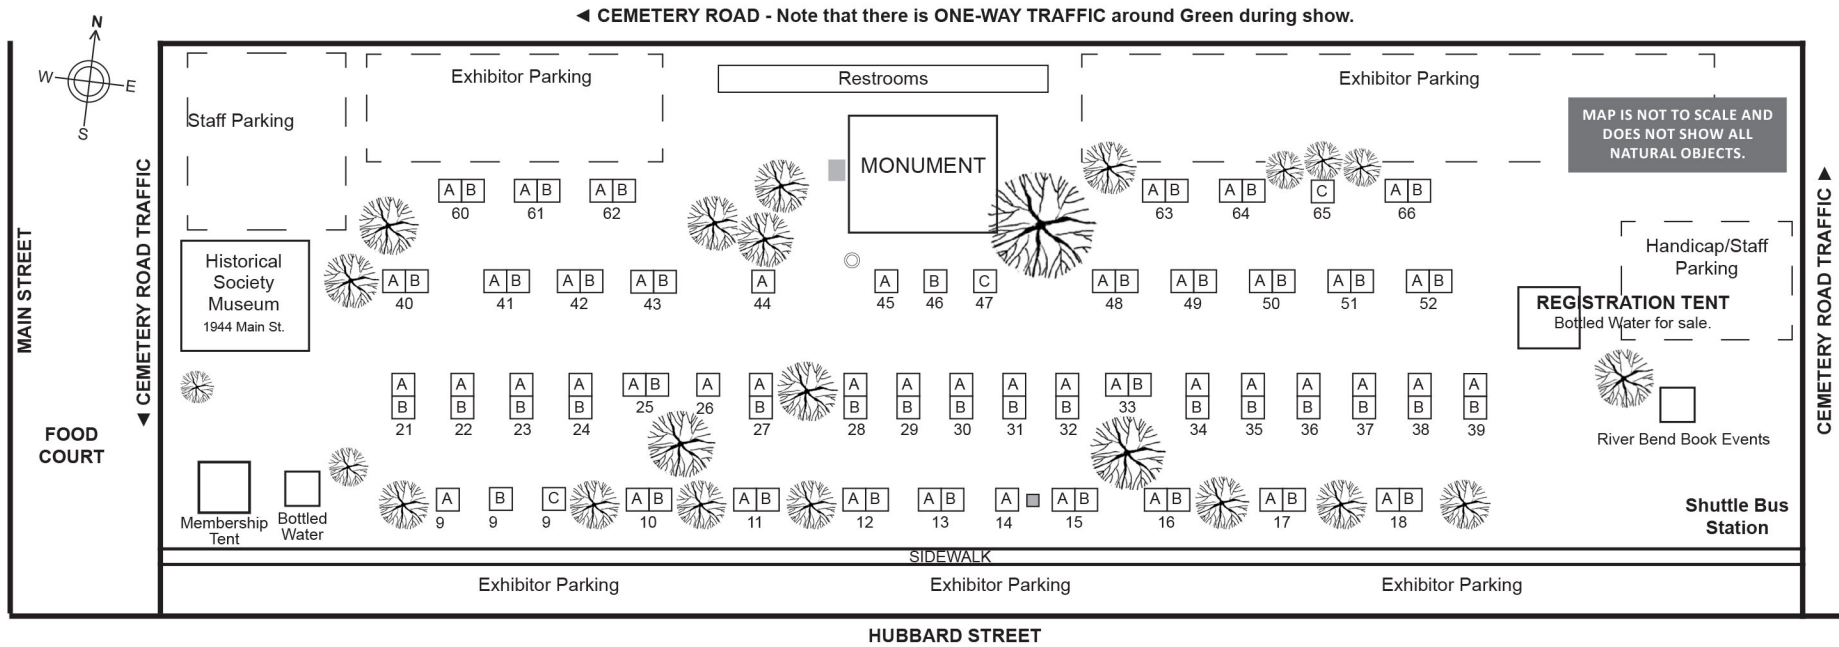 ◄ CEMETERY ROAD - Note that there is ONE-WAY TRAFFIC around Green during show.
N
W
E
S
Staff Parking
Exhibitor Parking
Restrooms
Exhibitor Parking
MAP IS NOT TO SCALE AND
DOES NOT SHOW ALL
NATURAL OBJECTS.
MONUMENT
MAIN STREET
◄ CEMETERY ROAD TRAFFIC
CEMETERY ROAD TRAFFIC ►
A B A B A B A B A B C A B
60 61 62 63 64 65 66
Historical
Society
Museum
1944 Main St.
Handicap/Staff
Parking
A B A B A B A B A A B C A B A B A B A B A B
40 41 42 43 44 45 46 47 48 49 50 51 52
REGISTRATION TENT
Bottled Water for sale.
A A A A A B A A A A A A A A B A A A A A A
B B B B B B B B B B B B B B B B
21 22 23 24 25 26 27 28 29 30 31 32 33 34 35 36 37 38 39
River Bend Book Events
FOOD
COURT
A B C A B A B A B A B A A B A B A B A B
9 9 9 10 11 12 13 14 15 16 17 18
Membership
Tent
Bottled
Water
Shuttle Bus
Station
SIDEWALK
Exhibitor Parking
Exhibitor Parking
Exhibitor Parking
HUBBARD STREET